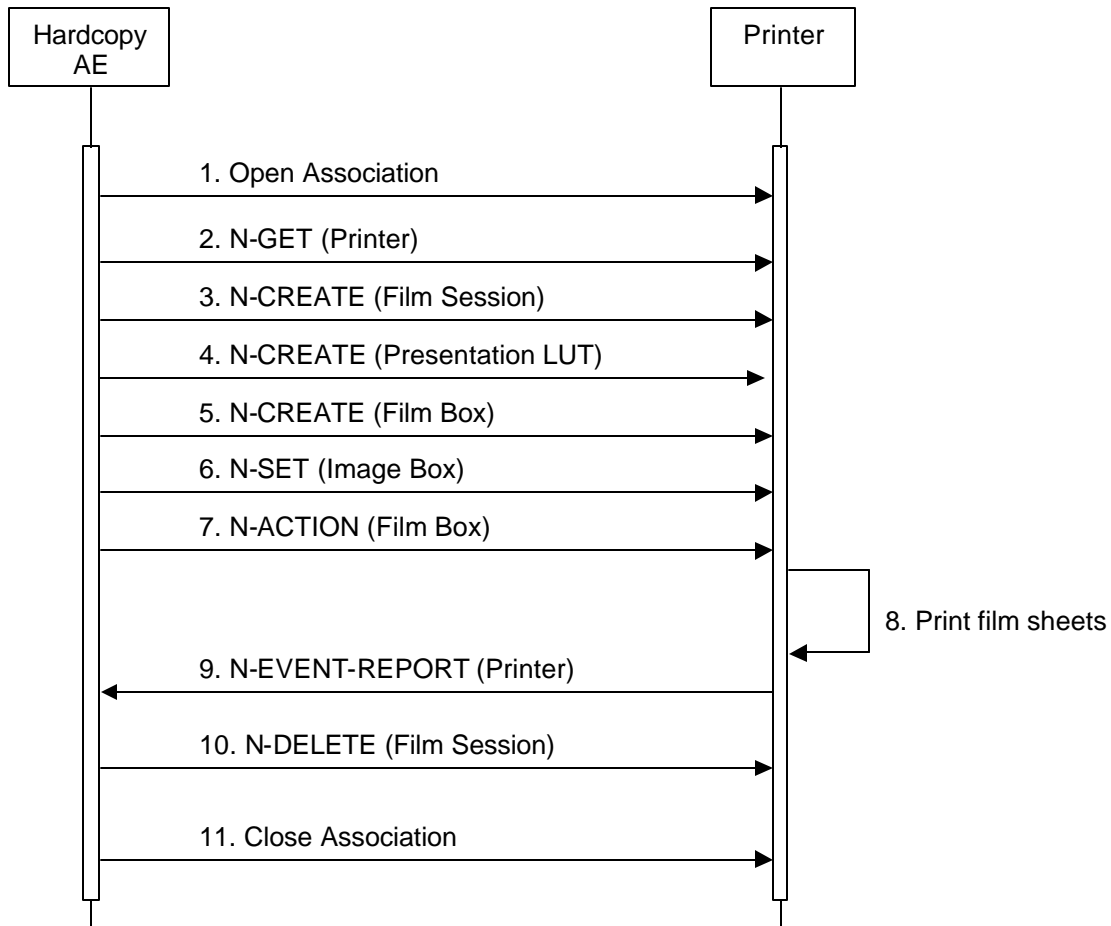 Hardcopy
AE
Printer
1. Open Association
2. N-GET (Printer)
3. N-CREATE (Film Session)
4. N-CREATE (Presentation LUT)
5. N-CREATE (Film Box)
6. N-SET (Image Box)
7. N-ACTION (Film Box)
8. Print film sheets
9. N-EVENT-REPORT (Printer)
10. N-DELETE (Film Session)
11. Close Association